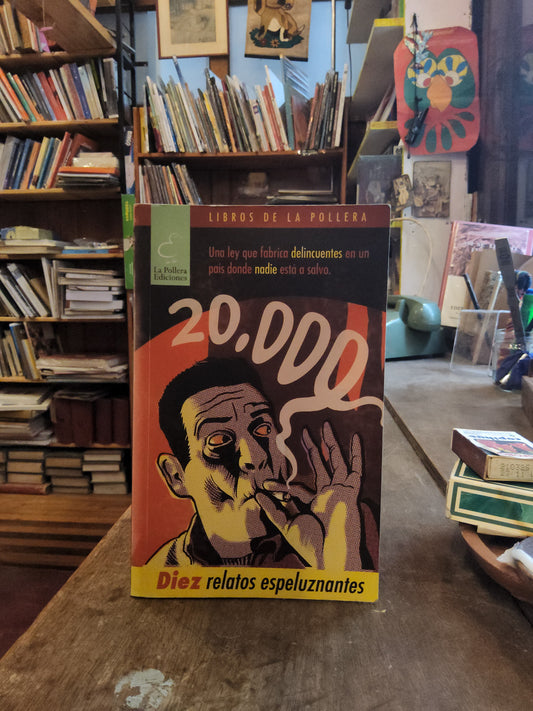 LIBROS DE LA POLLERA
La Pollera
Ediciones
Una ley que fabrica delincuentes en un
país donde nadie está a salvo.
20.000
Diez relatos espeluznantes